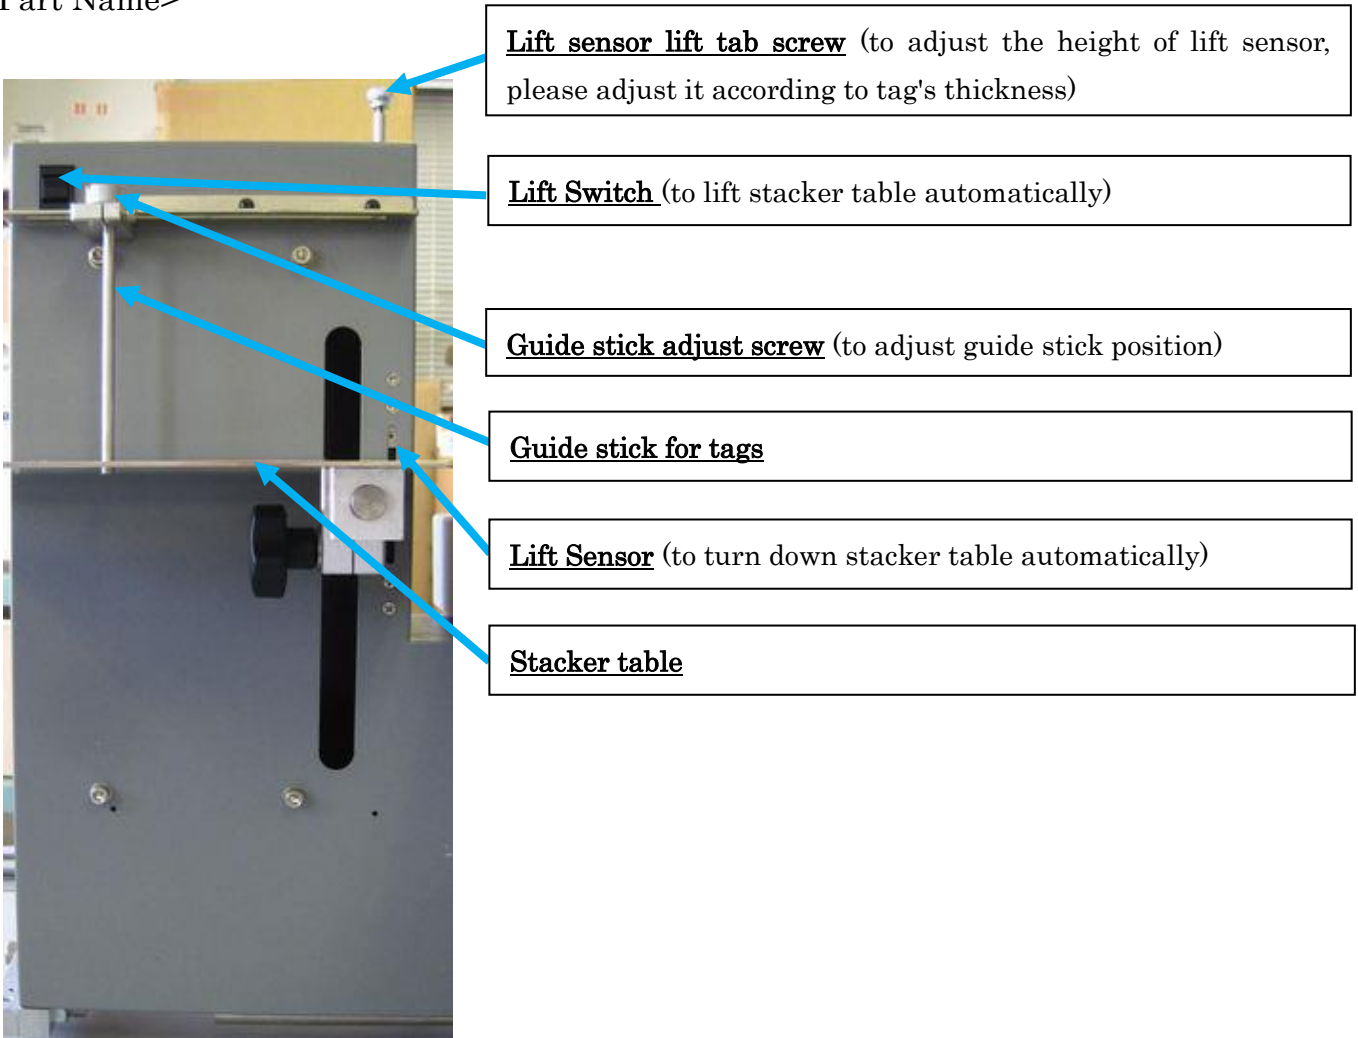 Part Name>
Lift sensor lift tab screw (to adjust the height of lift sensor,
please adjust it according to tag's thickness)
Lift Switch (to lift stacker table automatically)
Guide stick adjust screw (to adjust guide stick position)
Guide stick for tags
Lift Sensor (to turn down stacker table automatically)
Stacker table